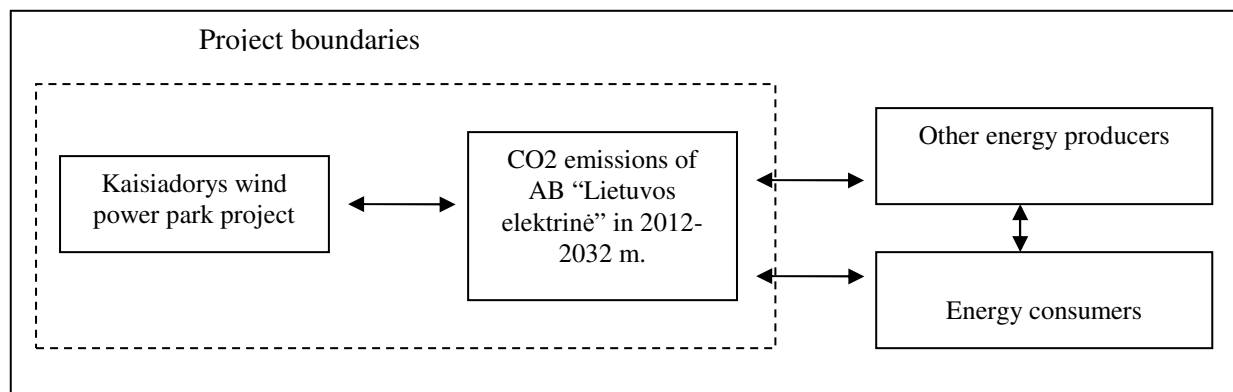 Project boundaries
Kaisiadorys wind
power park project
CO2 emissions of
AB “Lietuvos
elektrinė” in 2012-
2032 m.
Other energy producers
Energy consumers